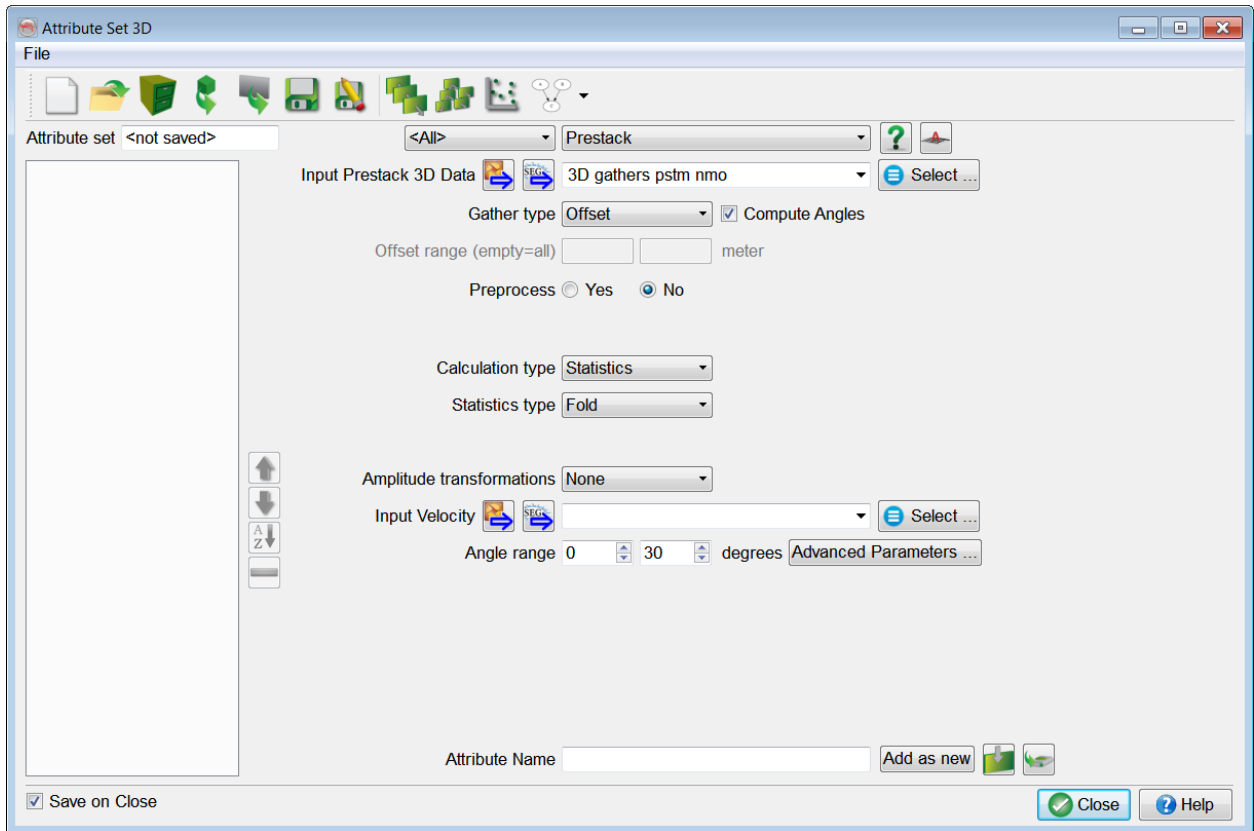 Attribute Set 3D
File
Attribute set <not saved> <All> Prestack ?
Input Prestack 3D Data SEG 3D gathers pstm nmo Select ...
Gather type Offset Compute Angles
Offset range (empty=all) meter
Preprocess Yes No
Calculation type Statistics
Statistics type Fold
Amplitude transformations None
Input Velocity SEG Select ...
A
Z
Angle range 0 30 degrees Advanced Parameters ...
Attribute Name Add as new
Save on Close Close ? Help